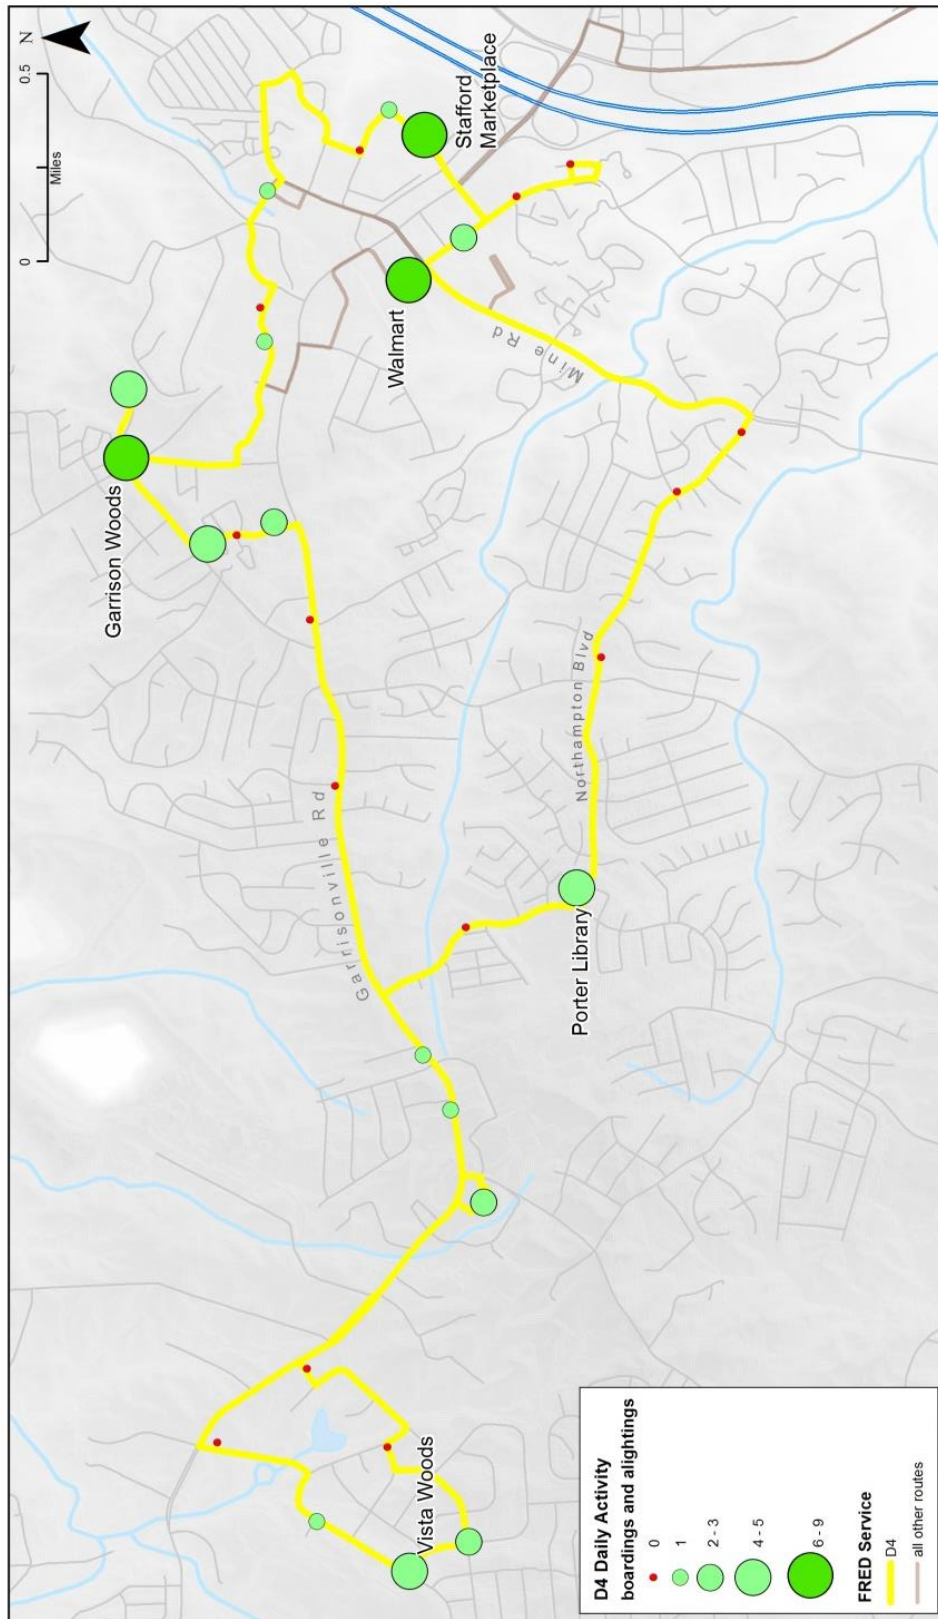 N
0 0.5
Miles
Garrison Woods
Stafford
Marketplace
Walmart
Mine Rd
Garrisonville Rd
Northampton Blvd
Porter Library
Vista Woods
D4 Daily Activity
boardings and alightings
0
1
2 - 3
4 - 5
6 - 9
FRED Service
D4
all other routes